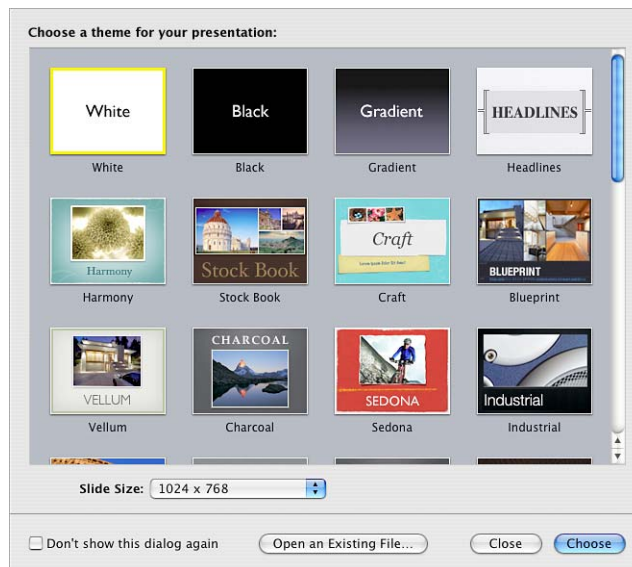 Choose a theme for your presentation:
White
Black
Gradient
HEADLINES
White
Black
Gradient
Headlines
Harmony
Stock Book
Craft
BLUEPRINT
Harmony
Stock Book
Craft
Blueprint
VELLUM
CHARCOAL
SEDONA
Industrial
Vellum
Charcoal
Sedona
Industrial
Slide Size: 1024 x 768
Don't show this dialog again
Open an Existing File...
Close
Choose